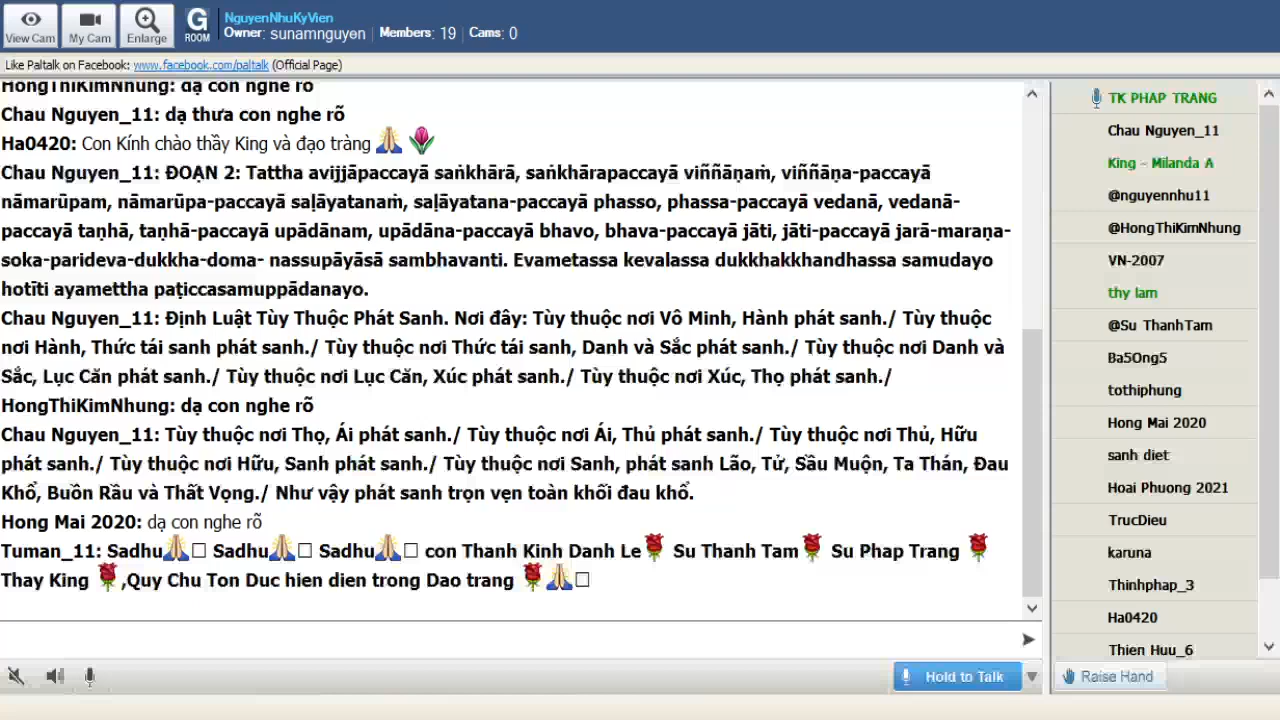 View Cam
My Cam
Enlarge
G
ROOM
NguyenNhuKyVien
Owner: sunamnguyen | Members: 19 | Cams: 0
Like Paltalk on Facebook: www.facebook.com/paltalk (Official Page)
HongThiKimNhung: dạ con nghe rõ
Chau Nguyen_11: dạ thưa con nghe rõ
Ha0420: Con Kính chào thầy King và đạo tràng 🙏 🌷
Chau Nguyen_11: ĐOẠN 2: Tattha avijjāpaccayā saṅkhārā, saṅkhārapaccayā viññāṇaṁ, viññāṇa-paccayā
nāmarūpam, nāmarūpa-paccayā saḷāyatanaṁ, saḷāyatana-paccayā phasso, phassa-paccayā vedanā, vedanā-
paccayā taṇhā, taṇhā-paccayā upādānam, upādāna-paccayā bhavo, bhava-paccayā jāti, jāti-paccayā jarā-maraṇa-
soka-parideva-dukkha-doma- nassupāyāsā sambhavanti. Evametassa kevalassa dukkhakkhandhassa samudayo
hotīti ayamettha paṭiccasamuppādanayo.
Chau Nguyen_11: Định Luật Tùy Thuộc Phát Sanh. Nơi đây: Tùy thuộc nơi Vô Minh, Hành phát sanh./ Tùy thuộc
nơi Hành, Thức tái sanh phát sanh./ Tùy thuộc nơi Thức tái sanh, Danh và Sắc phát sanh./ Tùy thuộc nơi Danh và
Sắc, Lục Căn phát sanh./ Tùy thuộc nơi Lục Căn, Xúc phát sanh./ Tùy thuộc nơi Xúc, Thọ phát sanh./
HongThiKimNhung: dạ con nghe rõ
Chau Nguyen_11: Tùy thuộc nơi Thọ, Ái phát sanh./ Tùy thuộc nơi Ái, Thủ phát sanh./ Tùy thuộc nơi Thủ, Hữu
phát sanh./ Tùy thuộc nơi Hữu, Sanh phát sanh./ Tùy thuộc nơi Sanh, phát sanh Lão, Tử, Sầu Muộn, Ta Thán, Đau
Khổ, Buồn Rầu và Thất Vọng./ Như vậy phát sanh trọn vẹn toàn khối đau khổ.
Hong Mai 2020: dạ con nghe rõ
Tuman_11: Sadhu🙏□ Sadhu🙏□ Sadhu🙏□ con Thanh Kinh Danh Le🌹 Su Thanh Tam🌹 Su Phap Trang 🌹
Thay King 🌹,Quy Chu Ton Duc hien dien trong Dao trang 🌹🙏□
TK PHAP TRANG
Chau Nguyen_11
King - Milanda A
@nguyennhu11
@HongThiKimNhung
VN-2007
thy lam
@Su ThanhTam
Ba5Ong5
tothiphung
Hong Mai 2020
sanh diet
Hoai Phuong 2021
TrucDieu
karuna
Thinhphap_3
Ha0420
Thien Huu_6
Hold to Talk
Raise Hand